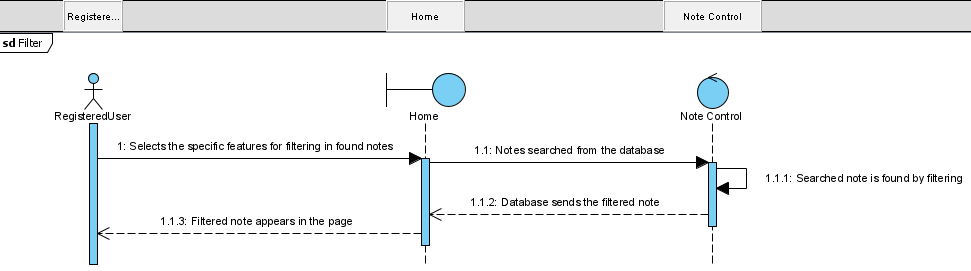 Registere...
Home
Note Control
sd Filter
RegisteredUser
Home
Note Control
1: Selects the specific features for filtering in found notes
1.1: Notes searched from the database
1.1.1: Searched note is found by filtering
1.1.2: Database sends the filtered note
1.1.3: Filtered note appears in the page